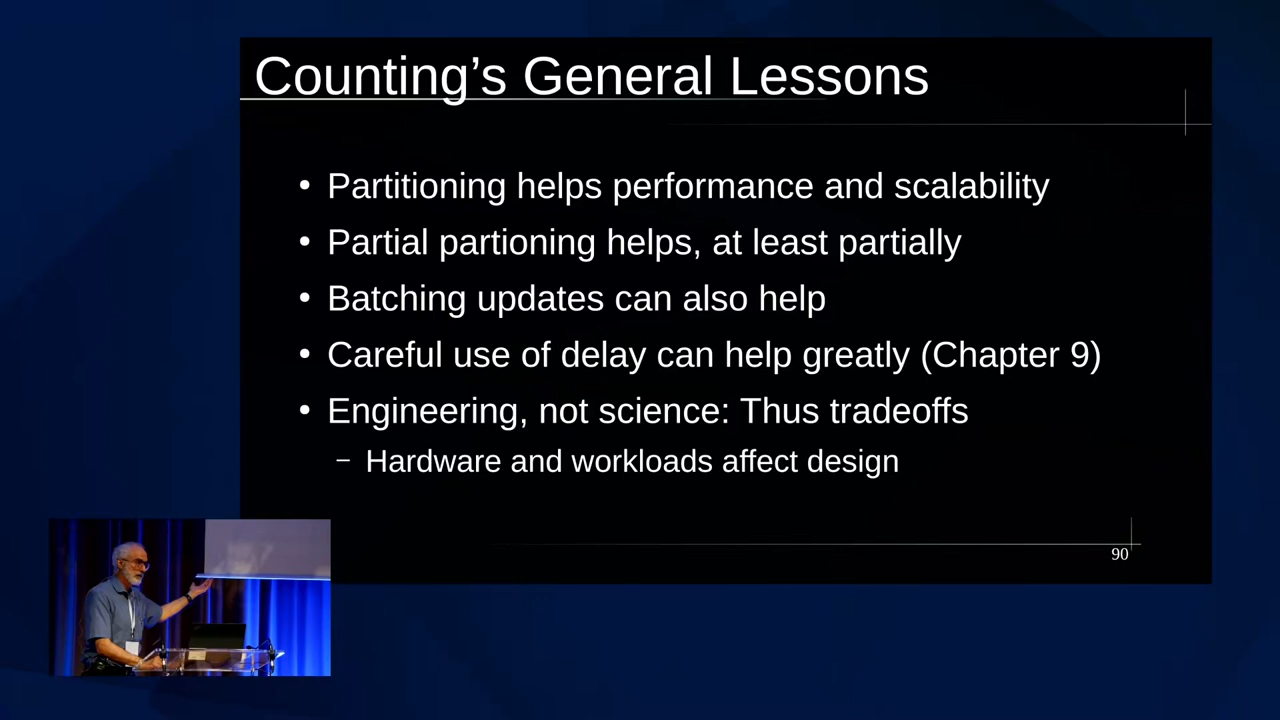 Counting’s General Lessons
• Partitioning helps performance and scalability
• Partial partioning helps, at least partially
• Batching updates can also help
• Careful use of delay can help greatly (Chapter 9)
• Engineering, not science: Thus tradeoffs
– Hardware and workloads affect design
90